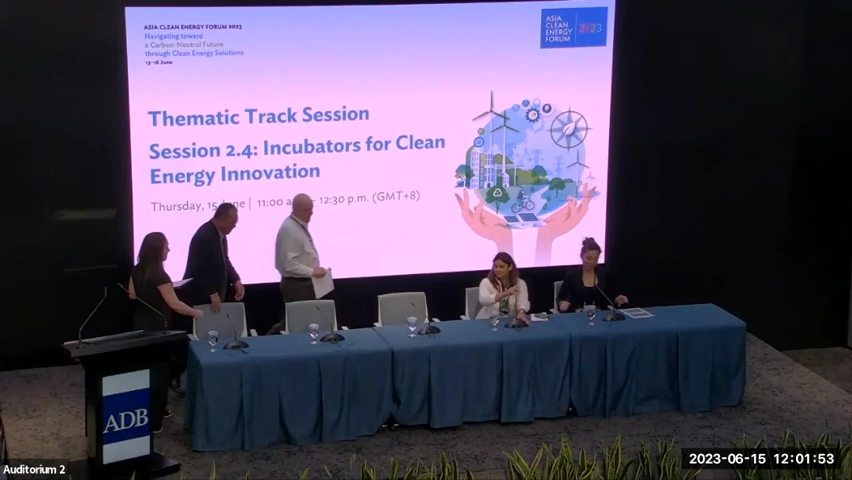 ASIA CLEAN ENERGY FORUM 2023
Navigating toward
a Carbon-Neutral Future
through Clean Energy Solutions
13–16 June
ASIA
CLEAN
ENERGY
FORUM
2023
Thematic Track Session
Session 2.4: Incubators for Clean
Energy Innovation
Thursday, 15 June | 11:00 a – 12:30 p.m. (GMT+8)
ADB
Auditorium 2
2023-06-15 12:01:53